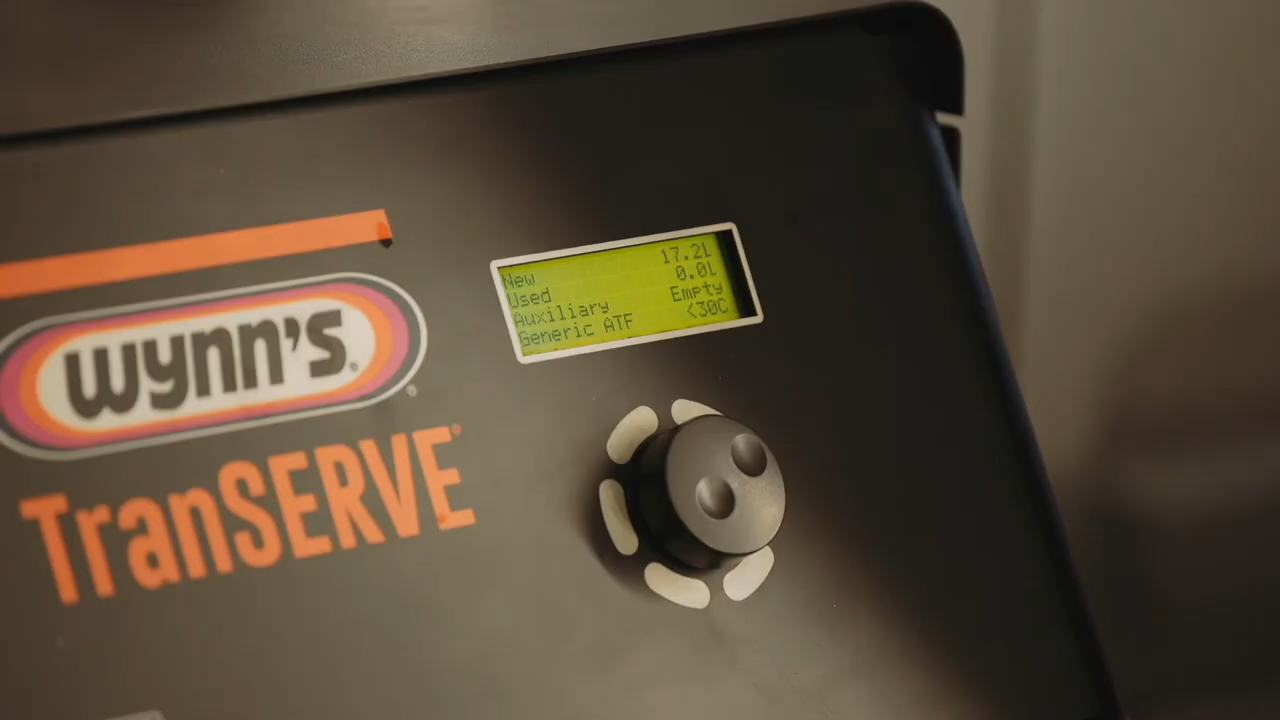 wynn's
TranSERVE
New 17.2L
Used 0.0L
Auxiliary Empty
Generic ATF <30C